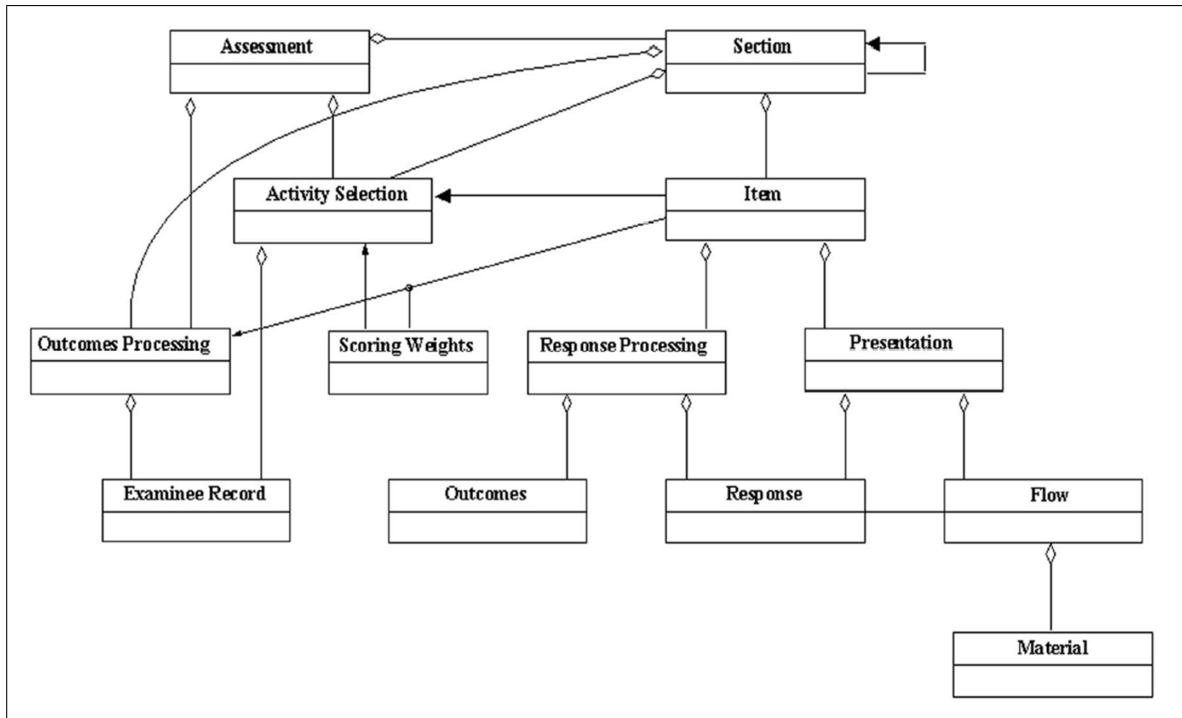 Assessment
Section
Activity Selection
Item
Outcomes Processing
Scoring Weights
Response Processing
Presentation
Examinee Record
Outcomes
Response
Flow
Material